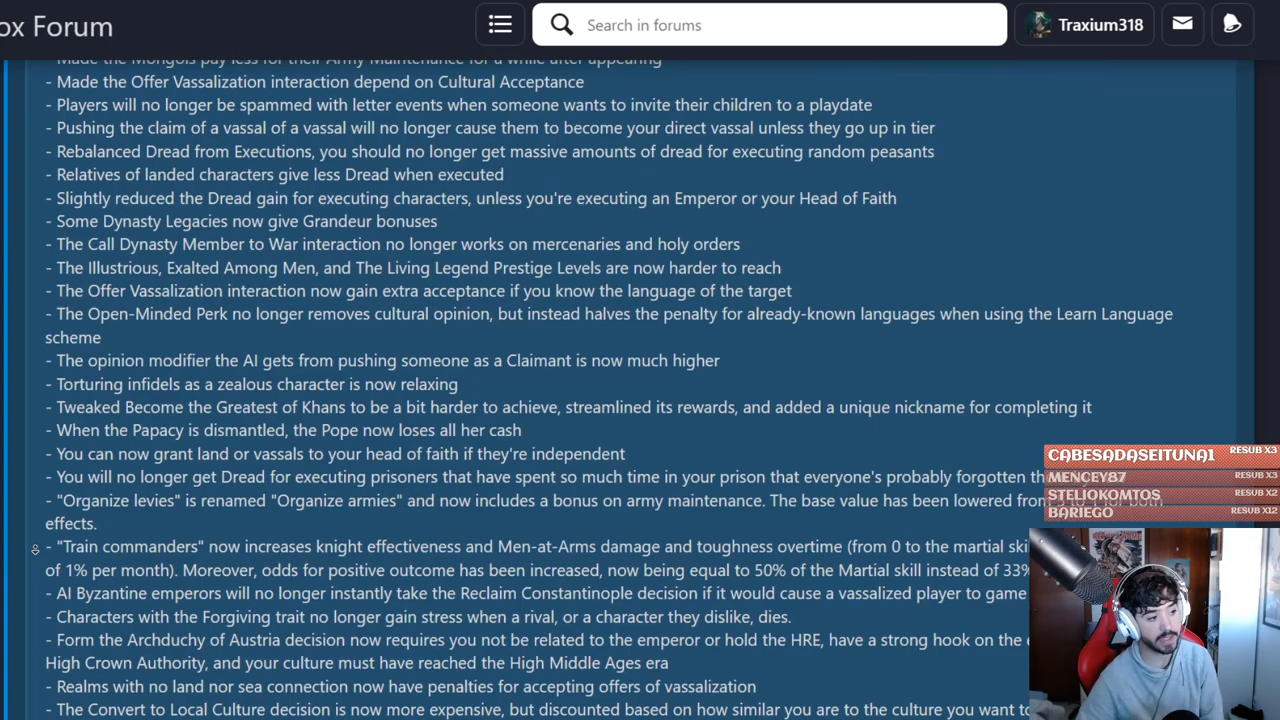 ox Forum
Search in forums
Traxium318
- Made the Mongols pay less for their Army Maintenance for a while after appearing
- Made the Offer Vassalization interaction depend on Cultural Acceptance
- Players will no longer be spammed with letter events when someone wants to invite their children to a playdate
- Pushing the claim of a vassal of a vassal will no longer cause them to become your direct vassal unless they go up in tier
- Rebalanced Dread from Executions, you should no longer get massive amounts of dread for executing random peasants
- Relatives of landed characters give less Dread when executed
- Slightly reduced the Dread gain for executing characters, unless you're executing an Emperor or your Head of Faith
- Some Dynasty Legacies now give Grandeur bonuses
- The Call Dynasty Member to War interaction no longer works on mercenaries and holy orders
- The Illustrious, Exalted Among Men, and The Living Legend Prestige Levels are now harder to reach
- The Offer Vassalization interaction now gain extra acceptance if you know the language of the target
- The Open-Minded Perk no longer removes cultural opinion, but instead halves the penalty for already-known languages when using the Learn Language
scheme
- The opinion modifier the AI gets from pushing someone as a Claimant is now much higher
- Torturing infidels as a zealous character is now relaxing
- Tweaked Become the Greatest of Khans to be a bit harder to achieve, streamlined its rewards, and added a unique nickname for completing it
- When the Papacy is dismantled, the Pope now loses all her cash
- You can now grant land or vassals to your head of faith if they're independent
- You will no longer get Dread for executing prisoners that have spent so much time in your prison that everyone's probably forgotten
- "Organize levies" is renamed "Organize armies" and now includes a bonus on army maintenance. The base value has been lowered from
effects.
- "Train commanders" now increases knight effectiveness and Men-at-Arms damage and toughness overtime (from 0 to the martial
of 1% per month). Moreover, odds for positive outcome has been increased, now being equal to 50% of the Martial skill instead of 33%
- AI Byzantine emperors will no longer instantly take the Reclaim Constantinople decision if it would cause a vassalized player to game
- Characters with the Forgiving trait no longer gain stress when a rival, or a character they dislike, dies.
- Form the Archduchy of Austria decision now requires you not be related to the emperor or hold the HRE, have a strong hook on the
High Crown Authority, and your culture must have reached the High Middle Ages era
- Realms with no land nor sea connection now have penalties for accepting offers of vassalization
- The Convert to Local Culture decision is now more expensive, but discounted based on how similar you are to the culture you want to
CABESADASEITUNA1 RESUB X3
MENCEY87 RESUB X3
STELIOKOMTOS RESUB X2
BARIEGO RESUB X12